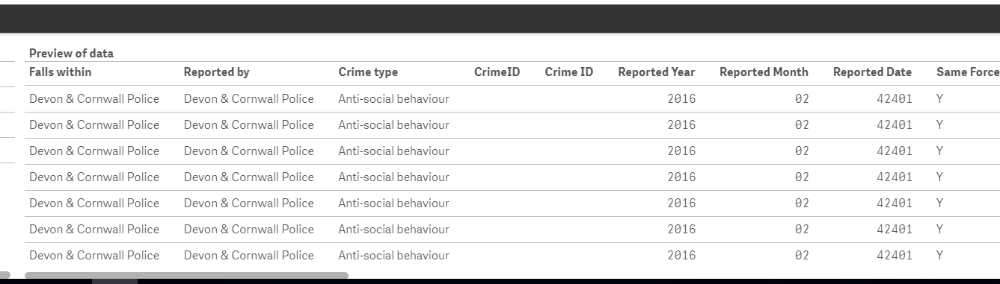 Preview of data
Falls within Reported by Crime type CrimeID Crime ID Reported Year Reported Month Reported Date Same Force
Devon & Cornwall Police Devon & Cornwall Police Anti-social behaviour 2016 02 42401 Y
Devon & Cornwall Police Devon & Cornwall Police Anti-social behaviour 2016 02 42401 Y
Devon & Cornwall Police Devon & Cornwall Police Anti-social behaviour 2016 02 42401 Y
Devon & Cornwall Police Devon & Cornwall Police Anti-social behaviour 2016 02 42401 Y
Devon & Cornwall Police Devon & Cornwall Police Anti-social behaviour 2016 02 42401 Y
Devon & Cornwall Police Devon & Cornwall Police Anti-social behaviour 2016 02 42401 Y
Devon & Cornwall Police Devon & Cornwall Police Anti-social behaviour 2016 02 42401 Y